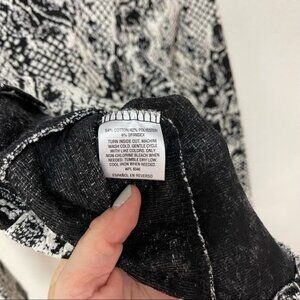 54% COTTON 42% POLYESTER
4% SPANDEX
TURN INSIDE OUT. MACHINE
WASH COLD, GENTLE CYCLE
WITH LIKE COLORS. ONLY
NON-CHLORINE BLEACH WHEN
NEEDED. TUMBLE DRY LOW.
COOL IRON WHEN NEEDED.
WPL
ESPAÑOL EN REVERSO